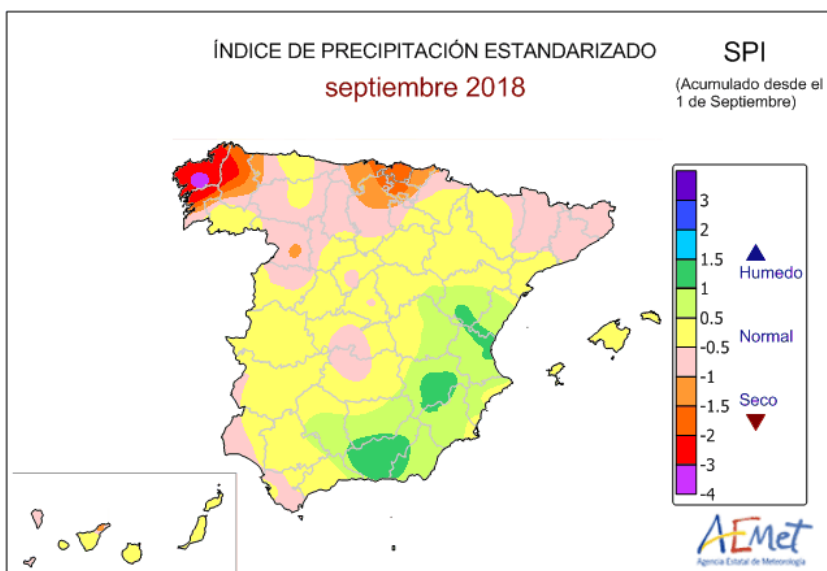 ÍNDICE DE PRECIPITACIÓN ESTANDARIZADO
septiembre 2018
SPI
(Acumulado desde el
1 de Septiembre)
3
2
1.5
1
0.5
-0.5
-1
-1.5
-2
-3
-4
Humedo
Normal
Seco
AEMet
Agencia Estatal de Meteorología